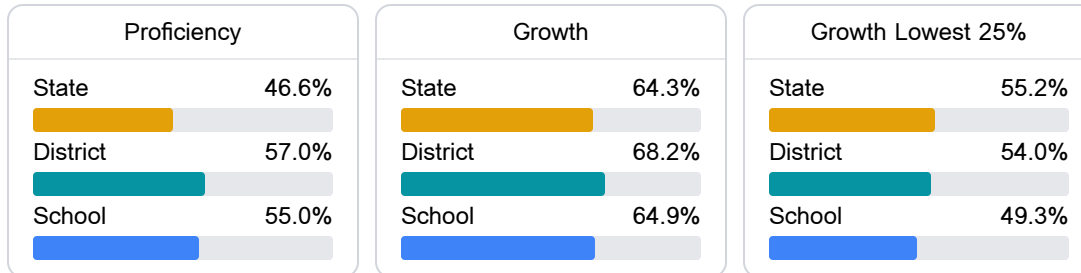 Proficiency
State 46.6%
District 57.0%
School 55.0%
Growth
State 64.3%
District 68.2%
School 64.9%
Growth Lowest 25%
State 55.2%
District 54.0%
School 49.3%